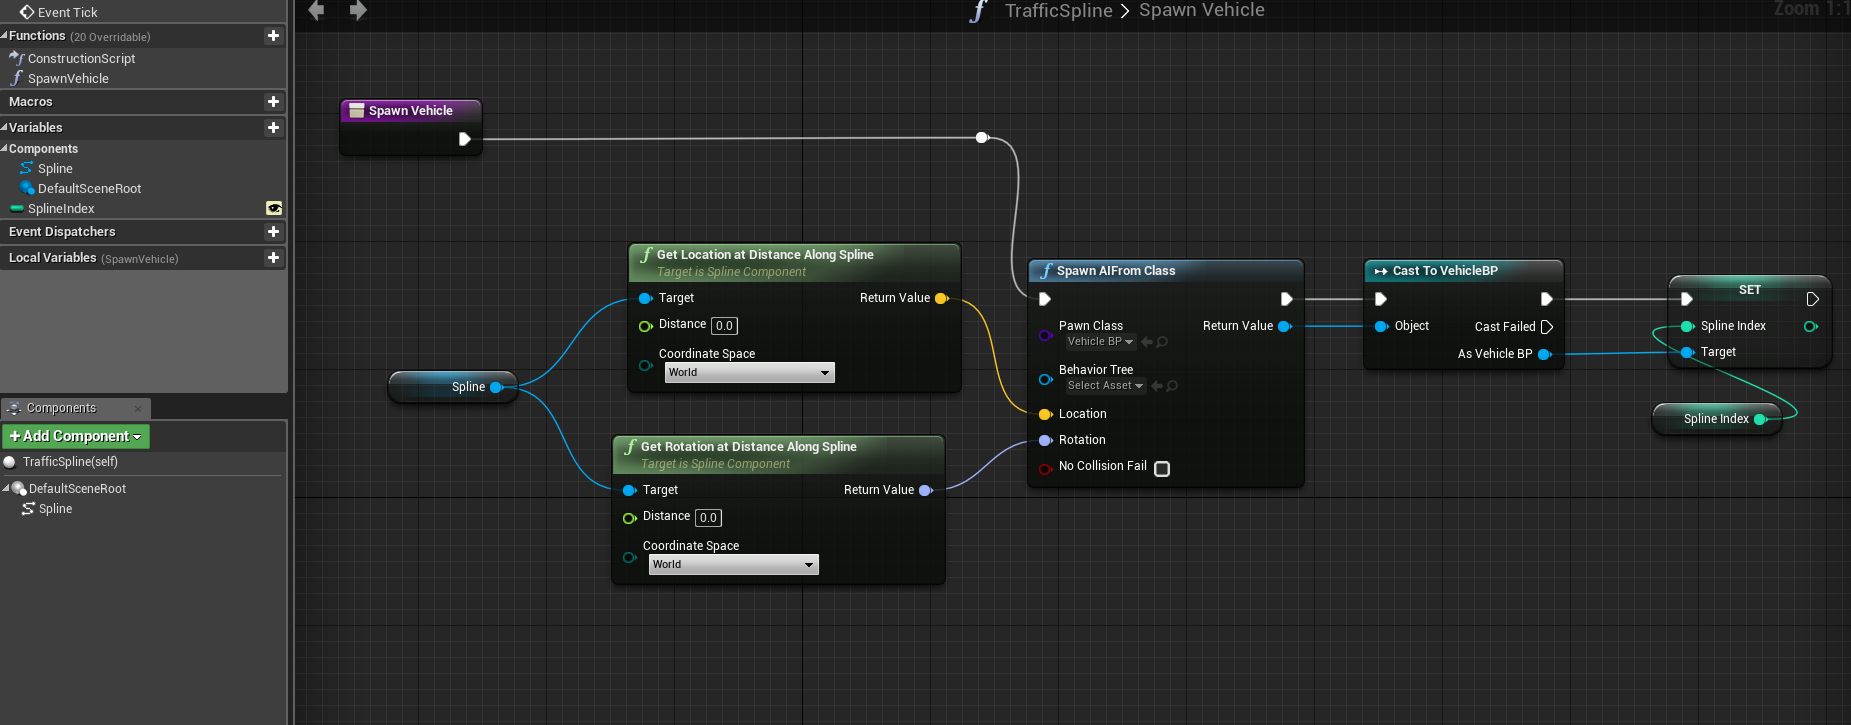 Event Tick
Functions (20 Overridable)
ConstructionScript
SpawnVehicle
Macros
Variables
Components
Spline
DefaultSceneRoot
SplineIndex
Event Dispatchers
Local Variables (SpawnVehicle)
Components
+Add Component
TrafficSpline(self)
DefaultSceneRoot
Spline
TrafficSpline > Spawn Vehicle
Zoom 1:1
Spawn Vehicle
Spline
Get Location at Distance Along Spline
Target is Spline Component
Target Return Value
Distance 0.0
Coordinate Space
World
Get Rotation at Distance Along Spline
Target is Spline Component
Target Return Value
Distance 0.0
Coordinate Space
World
Spawn AIFrom Class
Pawn Class Return Value
Vehicle BP
Behavior Tree
Select Asset
Location
Rotation
No Collision Fail
Cast To VehicleBP
Object Cast Failed
As Vehicle BP
SET
Spline Index
Target
Spline Index